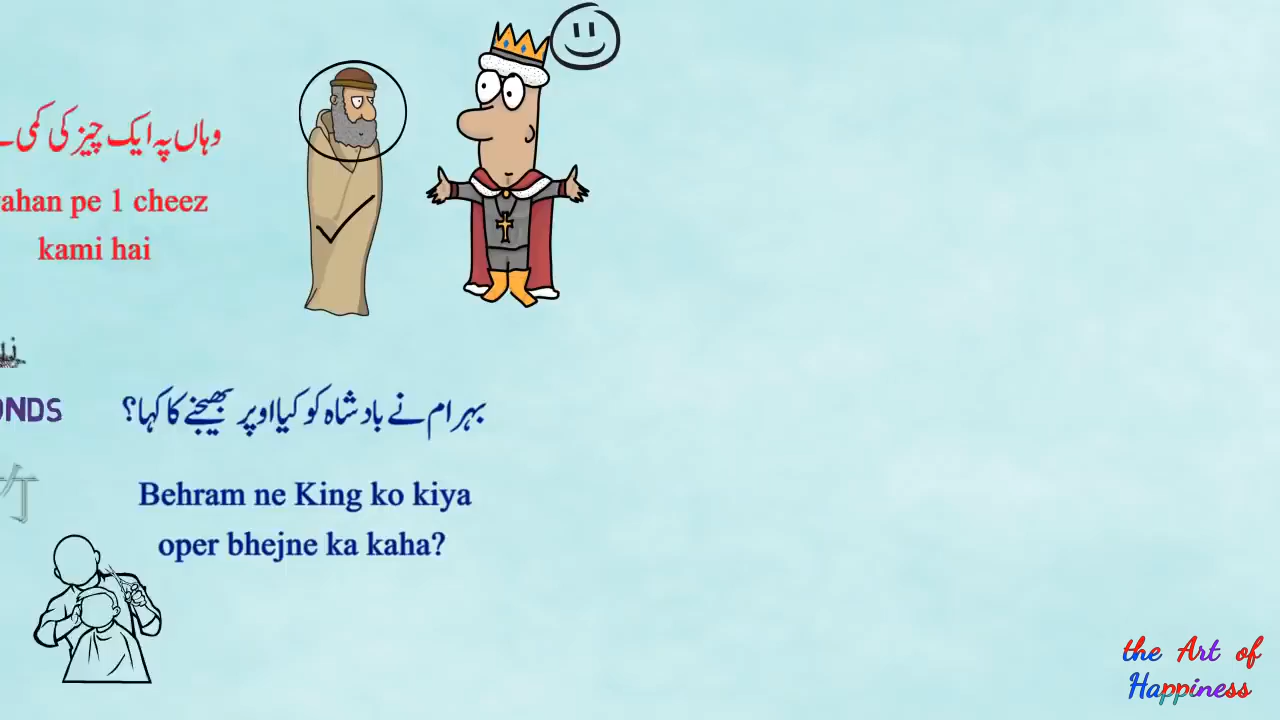 وہاں پہ ایک چیز کی کمی
ahan pe 1 cheez
kami hai
ONDS
بہرام نے بادشاہ کو کیا اوپر بھیجنے کا کہا؟
Behram ne King ko kiya
oper bhejne ka kaha?
the Art of
Happiness